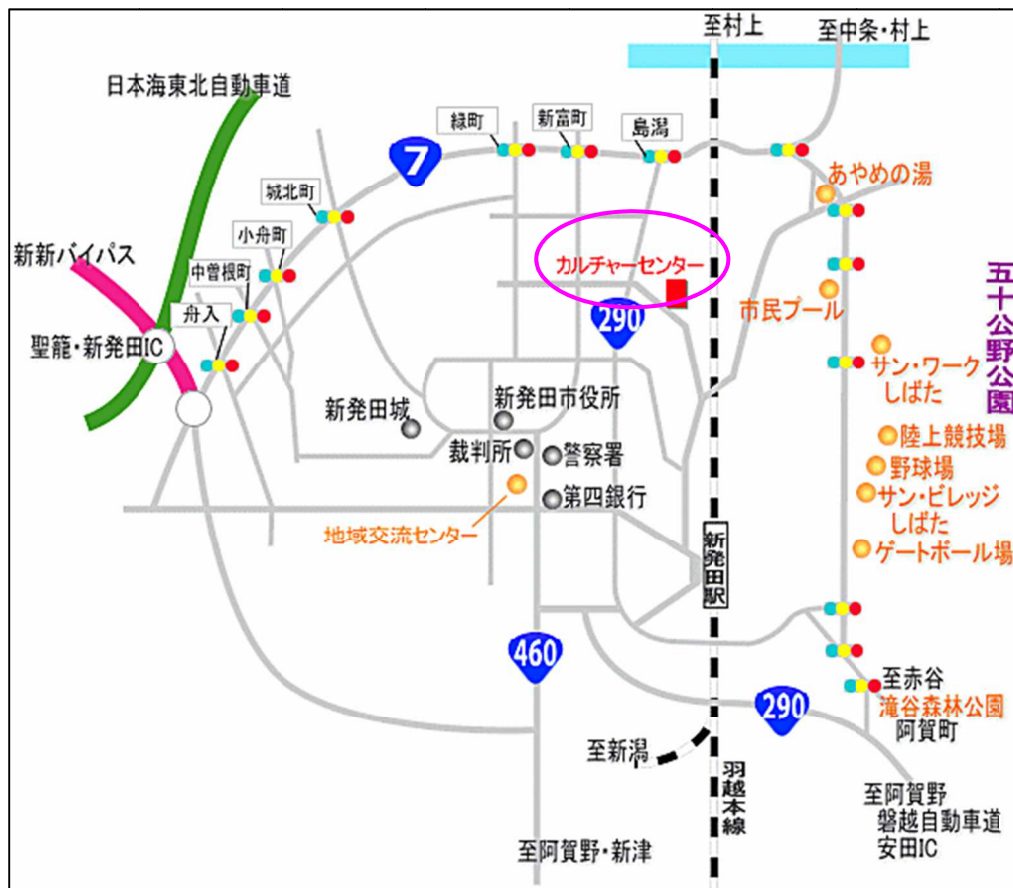 至村上
至中条・村上
日本海東北自動車道
緑町
新富町
島潟
7
あやめの湯
城北町
小舟町
新新バイパス
中曽根町
カルチャーセンター
五十公野公園
市民プール
舟入
290
聖籠・新発田IC
サン・ワーク
しばた
新発田市役所
新発田城
陸上競技場
裁判所
警察署
野球場
第四銀行
サン・ビレッジ
しばた
地域交流センター
ゲートボール場
新発田駅
460
至赤谷
滝谷森林公園
290
阿賀町
至新潟
羽越本線
至阿賀野
磐越自動車道
安田IC
至阿賀野・新津